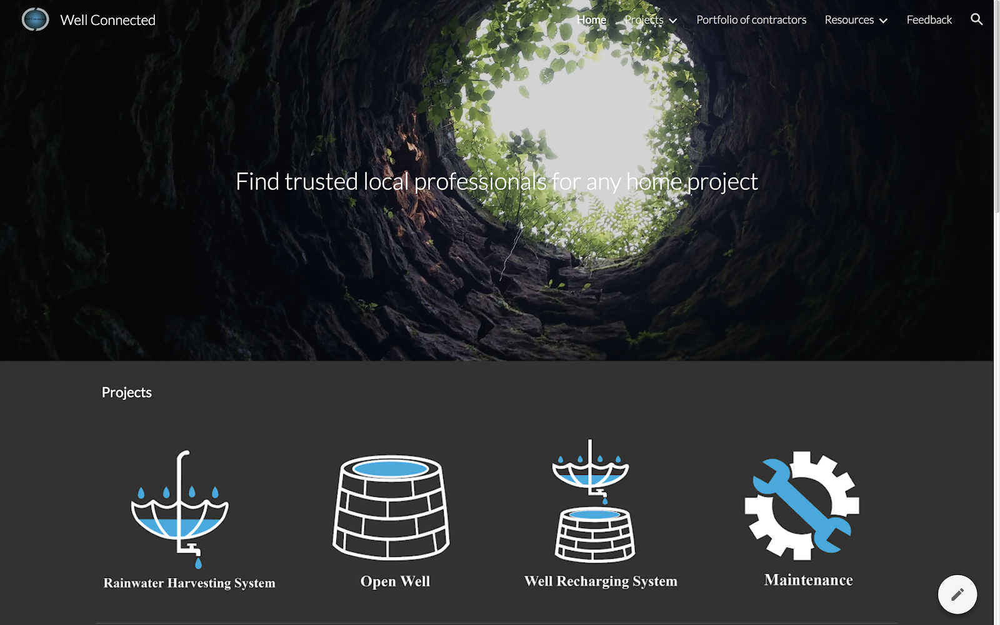 Well Connected
Home
Projects
Portfolio of contractors
Resources
Feedback
Find trusted local professionals for any home project
Projects
Rainwater Harvesting System
Open Well
Well Recharging System
Maintenance